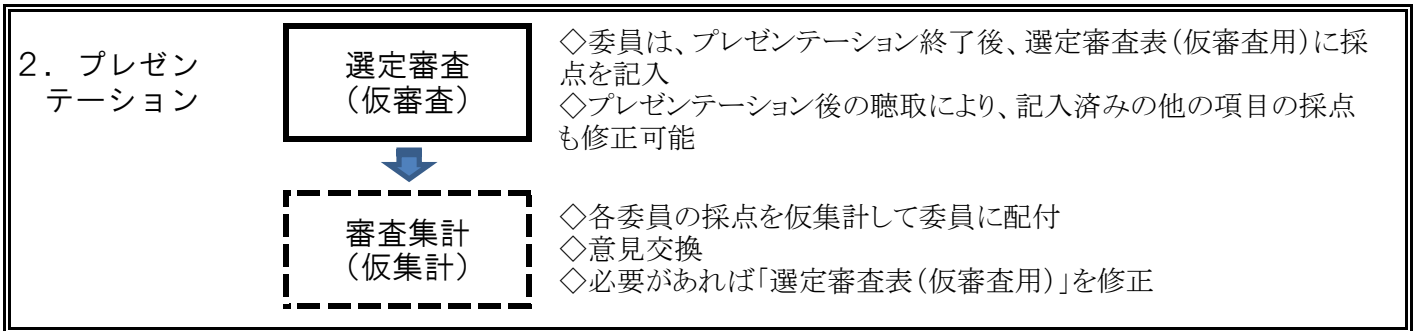 ２．プレゼン
テーション
選定審査
（仮審査）
◇委員は、プレゼンテーション終了後、選定審査表（仮審査用）に採
点を記入
◇プレゼンテーション後の聴取により、記入済みの他の項目の採点
も修正可能
審査集計
（仮集計）
◇各委員の採点を仮集計して委員に配付
◇意見交換
◇必要があれば「選定審査表（仮審査用）」を修正